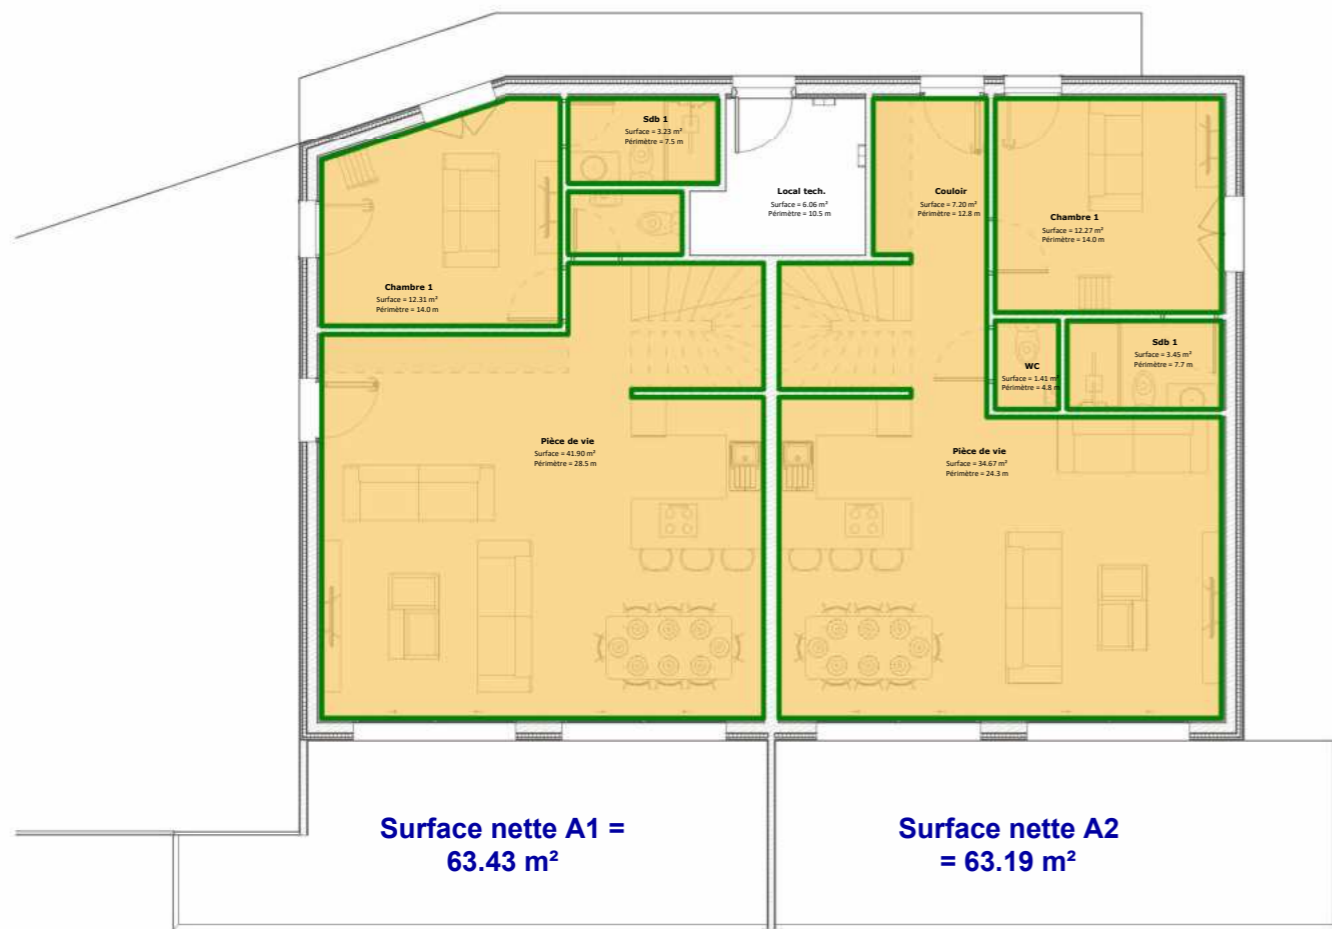 Sdb 1
Surface = 3.23 m²
Périmètre = 7.5 m
Local tech.
Surface = 6.06 m²
Périmètre = 10.5 m
Couloir
Surface = 7.20 m²
Périmètre = 12.8 m
Chambre 1
Surface = 12.27 m²
Périmètre = 14.0 m
Chambre 1
Surface = 12.31 m²
Périmètre = 14.0 m
Sdb 1
Surface = 3.45 m²
Périmètre = 7.7 m
WC
Surface = 1.41 m²
Périmètre = 4.8 m
Pièce de vie
Surface = 41.90 m²
Périmètre = 28.5 m
Pièce de vie
Surface = 34.67 m²
Périmètre = 24.3 m
Surface nette A1 =
63.43 m²
Surface nette A2
= 63.19 m²